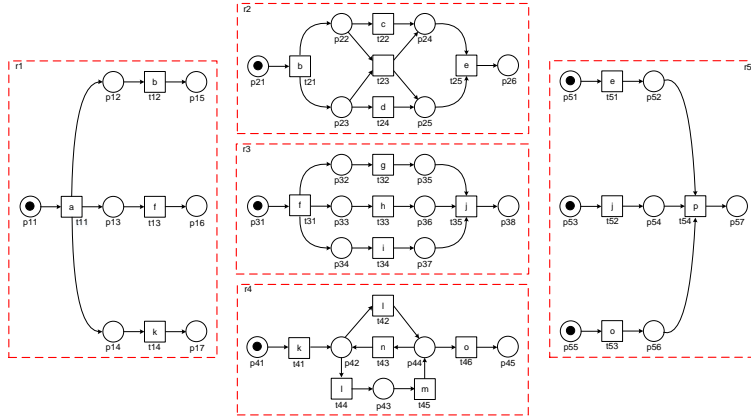 r1
a
t11
p11
p12
b
t12
p15
p13
f
t13
p16
p14
k
t14
p17
r2
p21
b
t21
p22
c
t22
p24
t23
e
t25
p26
p23
d
t24
p25
r3
p31
f
t31
p32
g
t32
p35
p33
h
t33
p36
j
t35
p38
p34
i
t34
p37
r4
p41
k
t41
p42
l
t42
n
t43
p44
o
t46
p45
l
t44
p43
m
t45
r5
p51
e
t51
p52
p53
j
t52
p54
p
t54
p57
p55
o
t53
p56